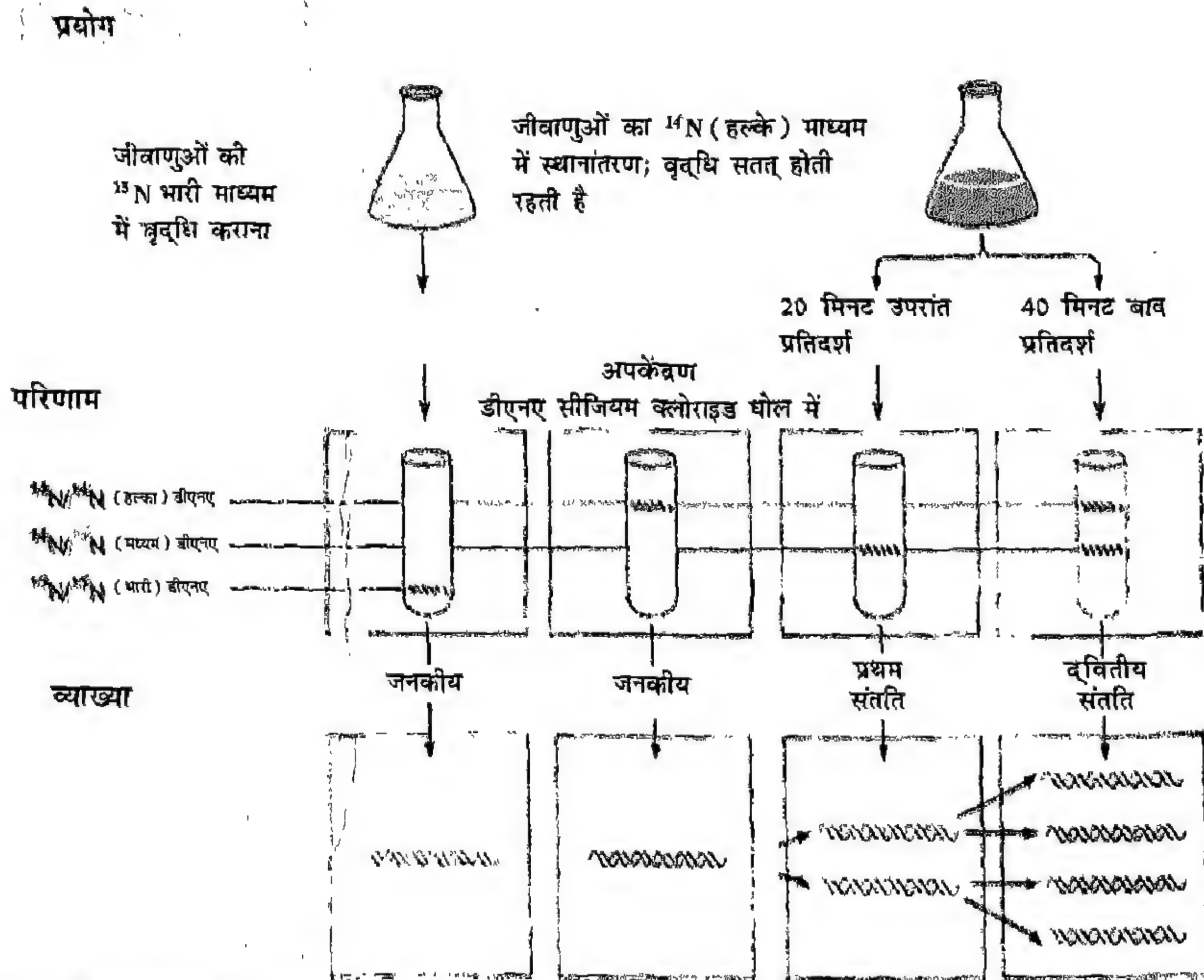 प्रयोग
जीवाणुओं की
¹⁵N भारी माध्यम
में वृद्धि कराना
जीवाणुओं का ¹⁴N (हल्के) माध्यम
में स्थानांतरण; वृद्धि सतत् होती
रहती है
20 मिनट उपरांत
प्रतिदर्श
40 मिनट बाव
प्रतिदर्श
परिणाम
अपकेंद्रण
डीएनए सीजियम क्लोराइड घोल में
(हल्का) डीएनए
(मध्यम) डीएनए
(भारी) डीएनए
व्याख्या
जनकीय
जनकीय
प्रथम
संतति
द्वितीय
संतति